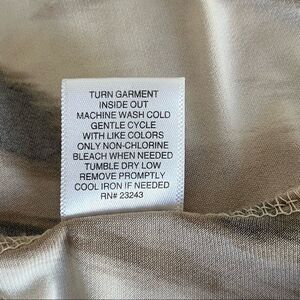 TURN GARMENT
INSIDE OUT
MACHINE WASH COLD
GENTLE CYCLE
WITH LIKE COLORS
ONLY NON-CHLORINE
BLEACH WHEN NEEDED
TUMBLE DRY LOW
REMOVE PROMPTLY
COOL IRON IF NEEDED
RN# 23243